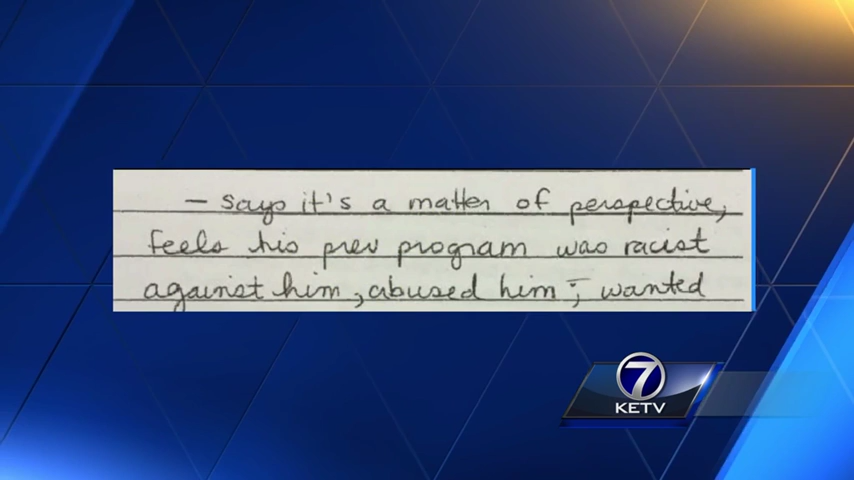 - says it's a matter of perspective,
feels his prev program was racist
against him, abused him ; wanted
7
KETV